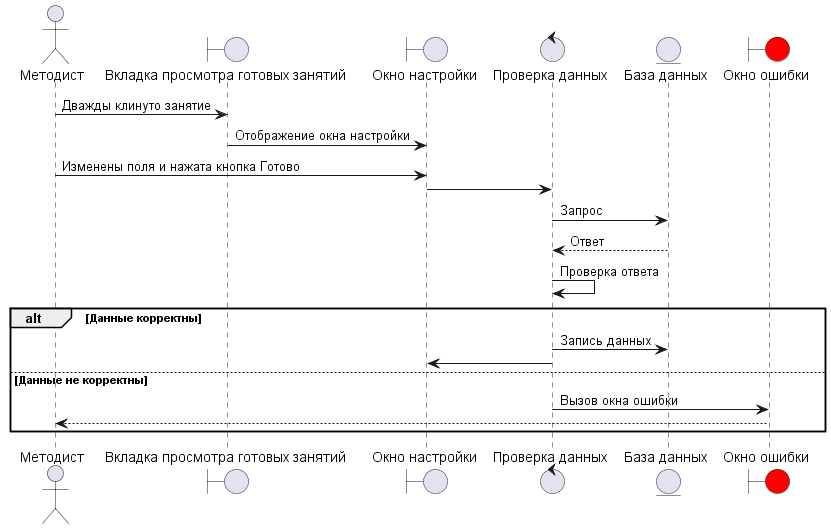 Методист Вкладка просмотра готовых занятий Окно настройки Проверка данных База данных Окно ошибки
Дважды клинуто занятие
Отображение окна настройки
Изменены поля и нажата кнопка Готово
Запрос
Ответ
Проверка ответа
alt [Данные корректны]
Запись данных
[Данные не корректны]
Вызов окна ошибки
Методист Вкладка просмотра готовых занятий Окно настройки Проверка данных База данных Окно ошибки